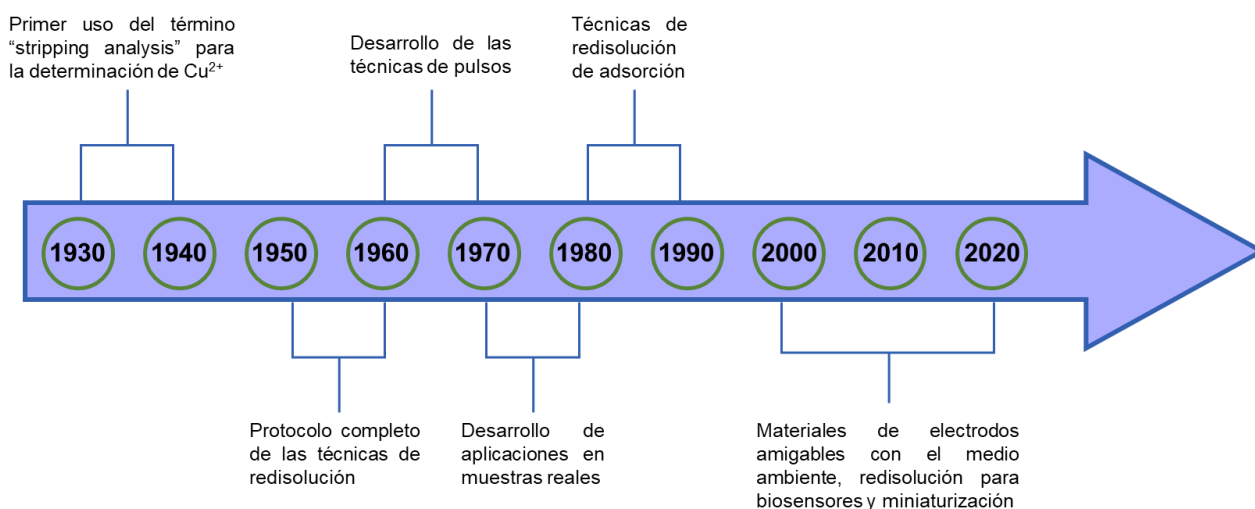 Primer uso del término
“stripping analysis” para
la determinación de Cu²⁺
Desarrollo de las
técnicas de pulsos
Técnicas de
redisolución
de adsorción
1930
1940
1950
1960
1970
1980
1990
2000
2010
2020
Protocolo completo
de las técnicas de
redisolución
Desarrollo de
aplicaciones en
muestras reales
Materiales de electrodos
amigables con el medio
ambiente, redisolución para
biosensores y miniaturización